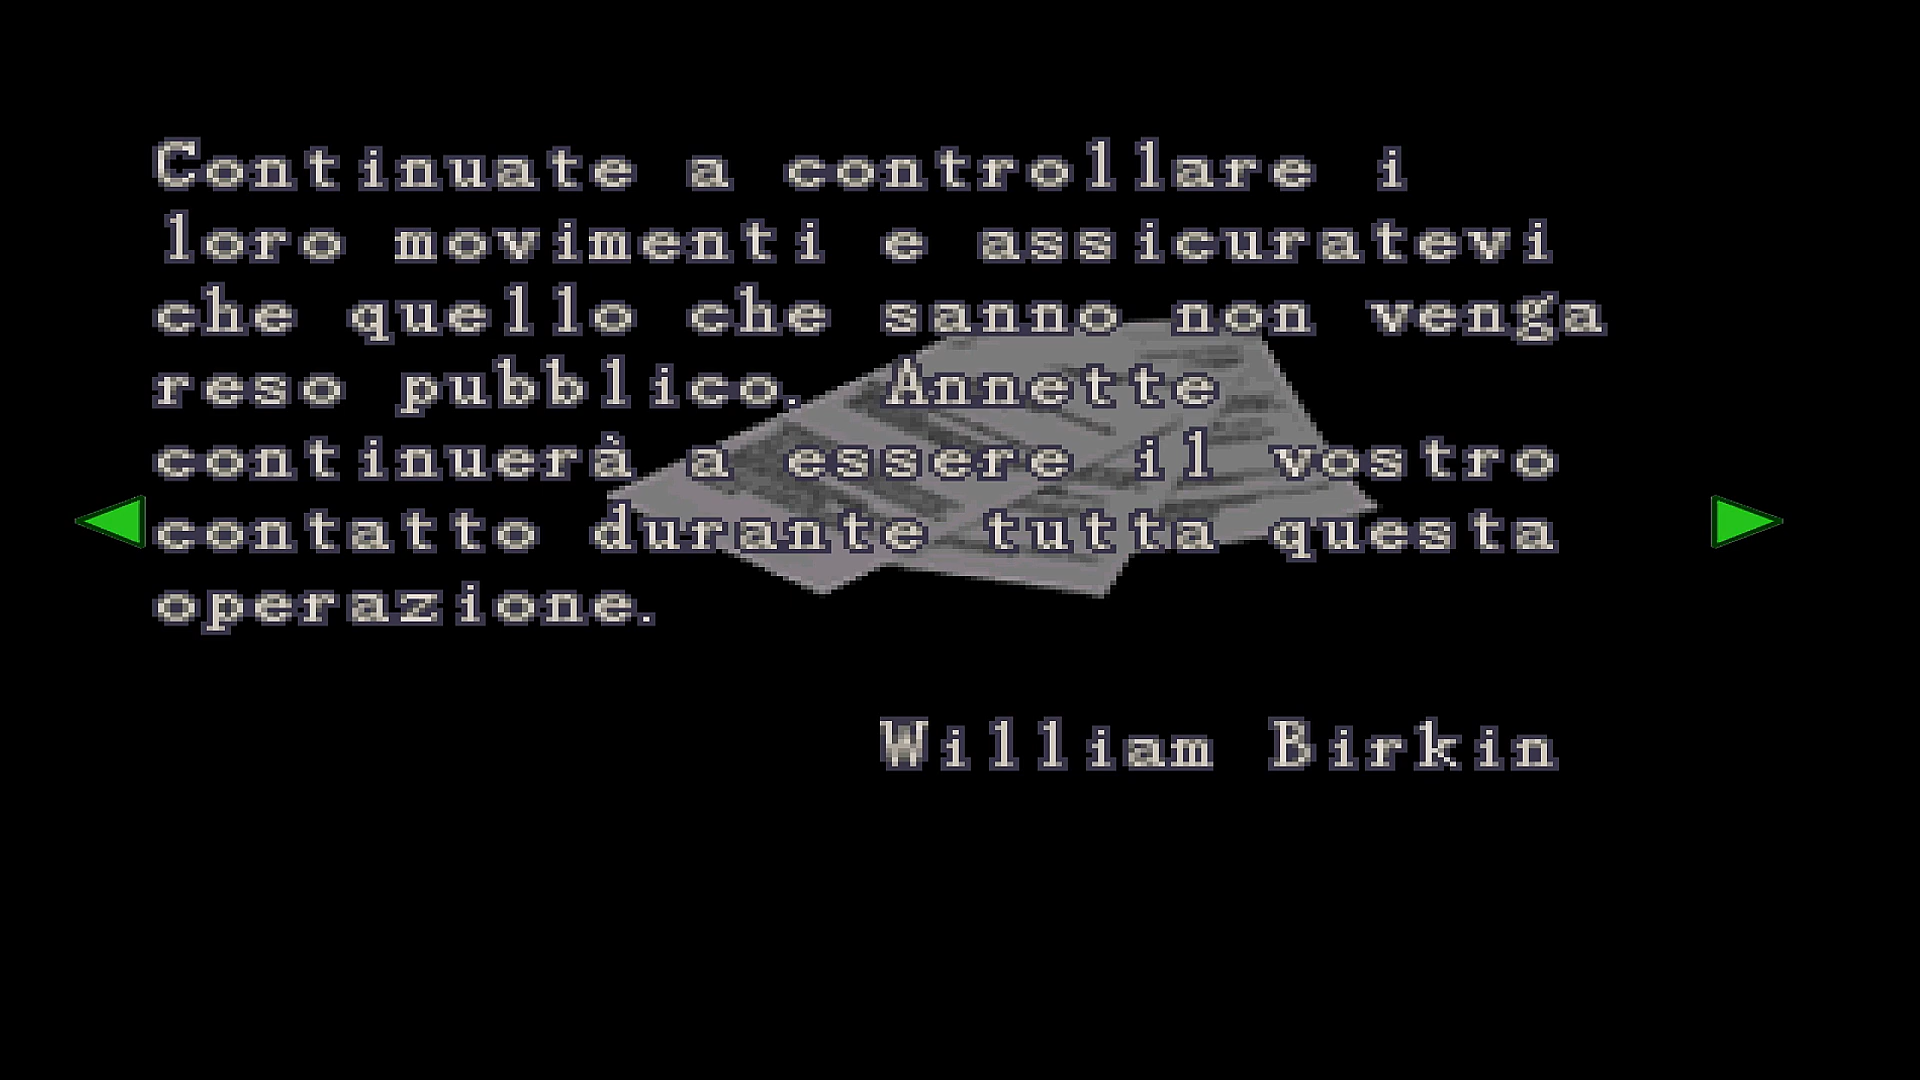 Continuate a controllare i
loro movimenti e assicuratevi
che quello che sanno non venga
reso pubblico. Annette
continuerà a essere il vostro
contatto durante tutta questa
operazione.
William Birkin